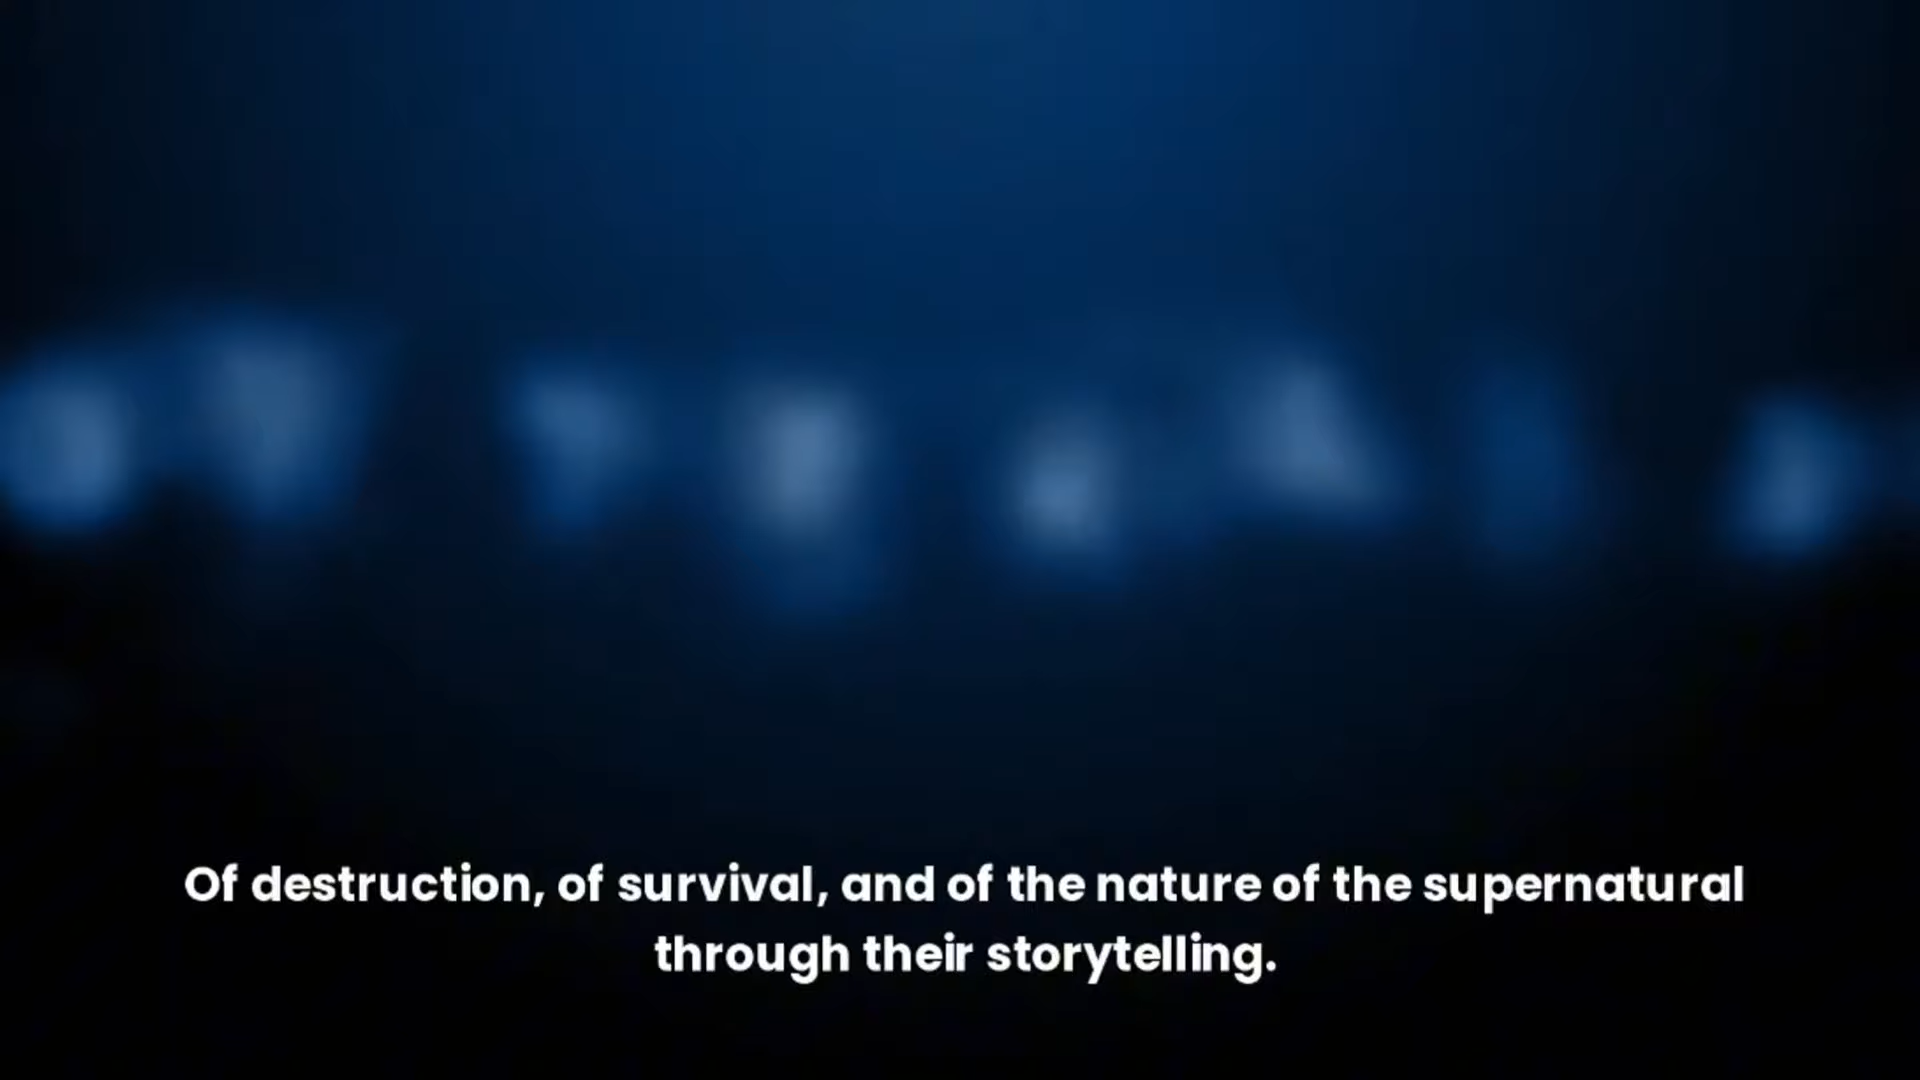 Of destruction, of survival, and of the nature of the supernatural
through their storytelling.